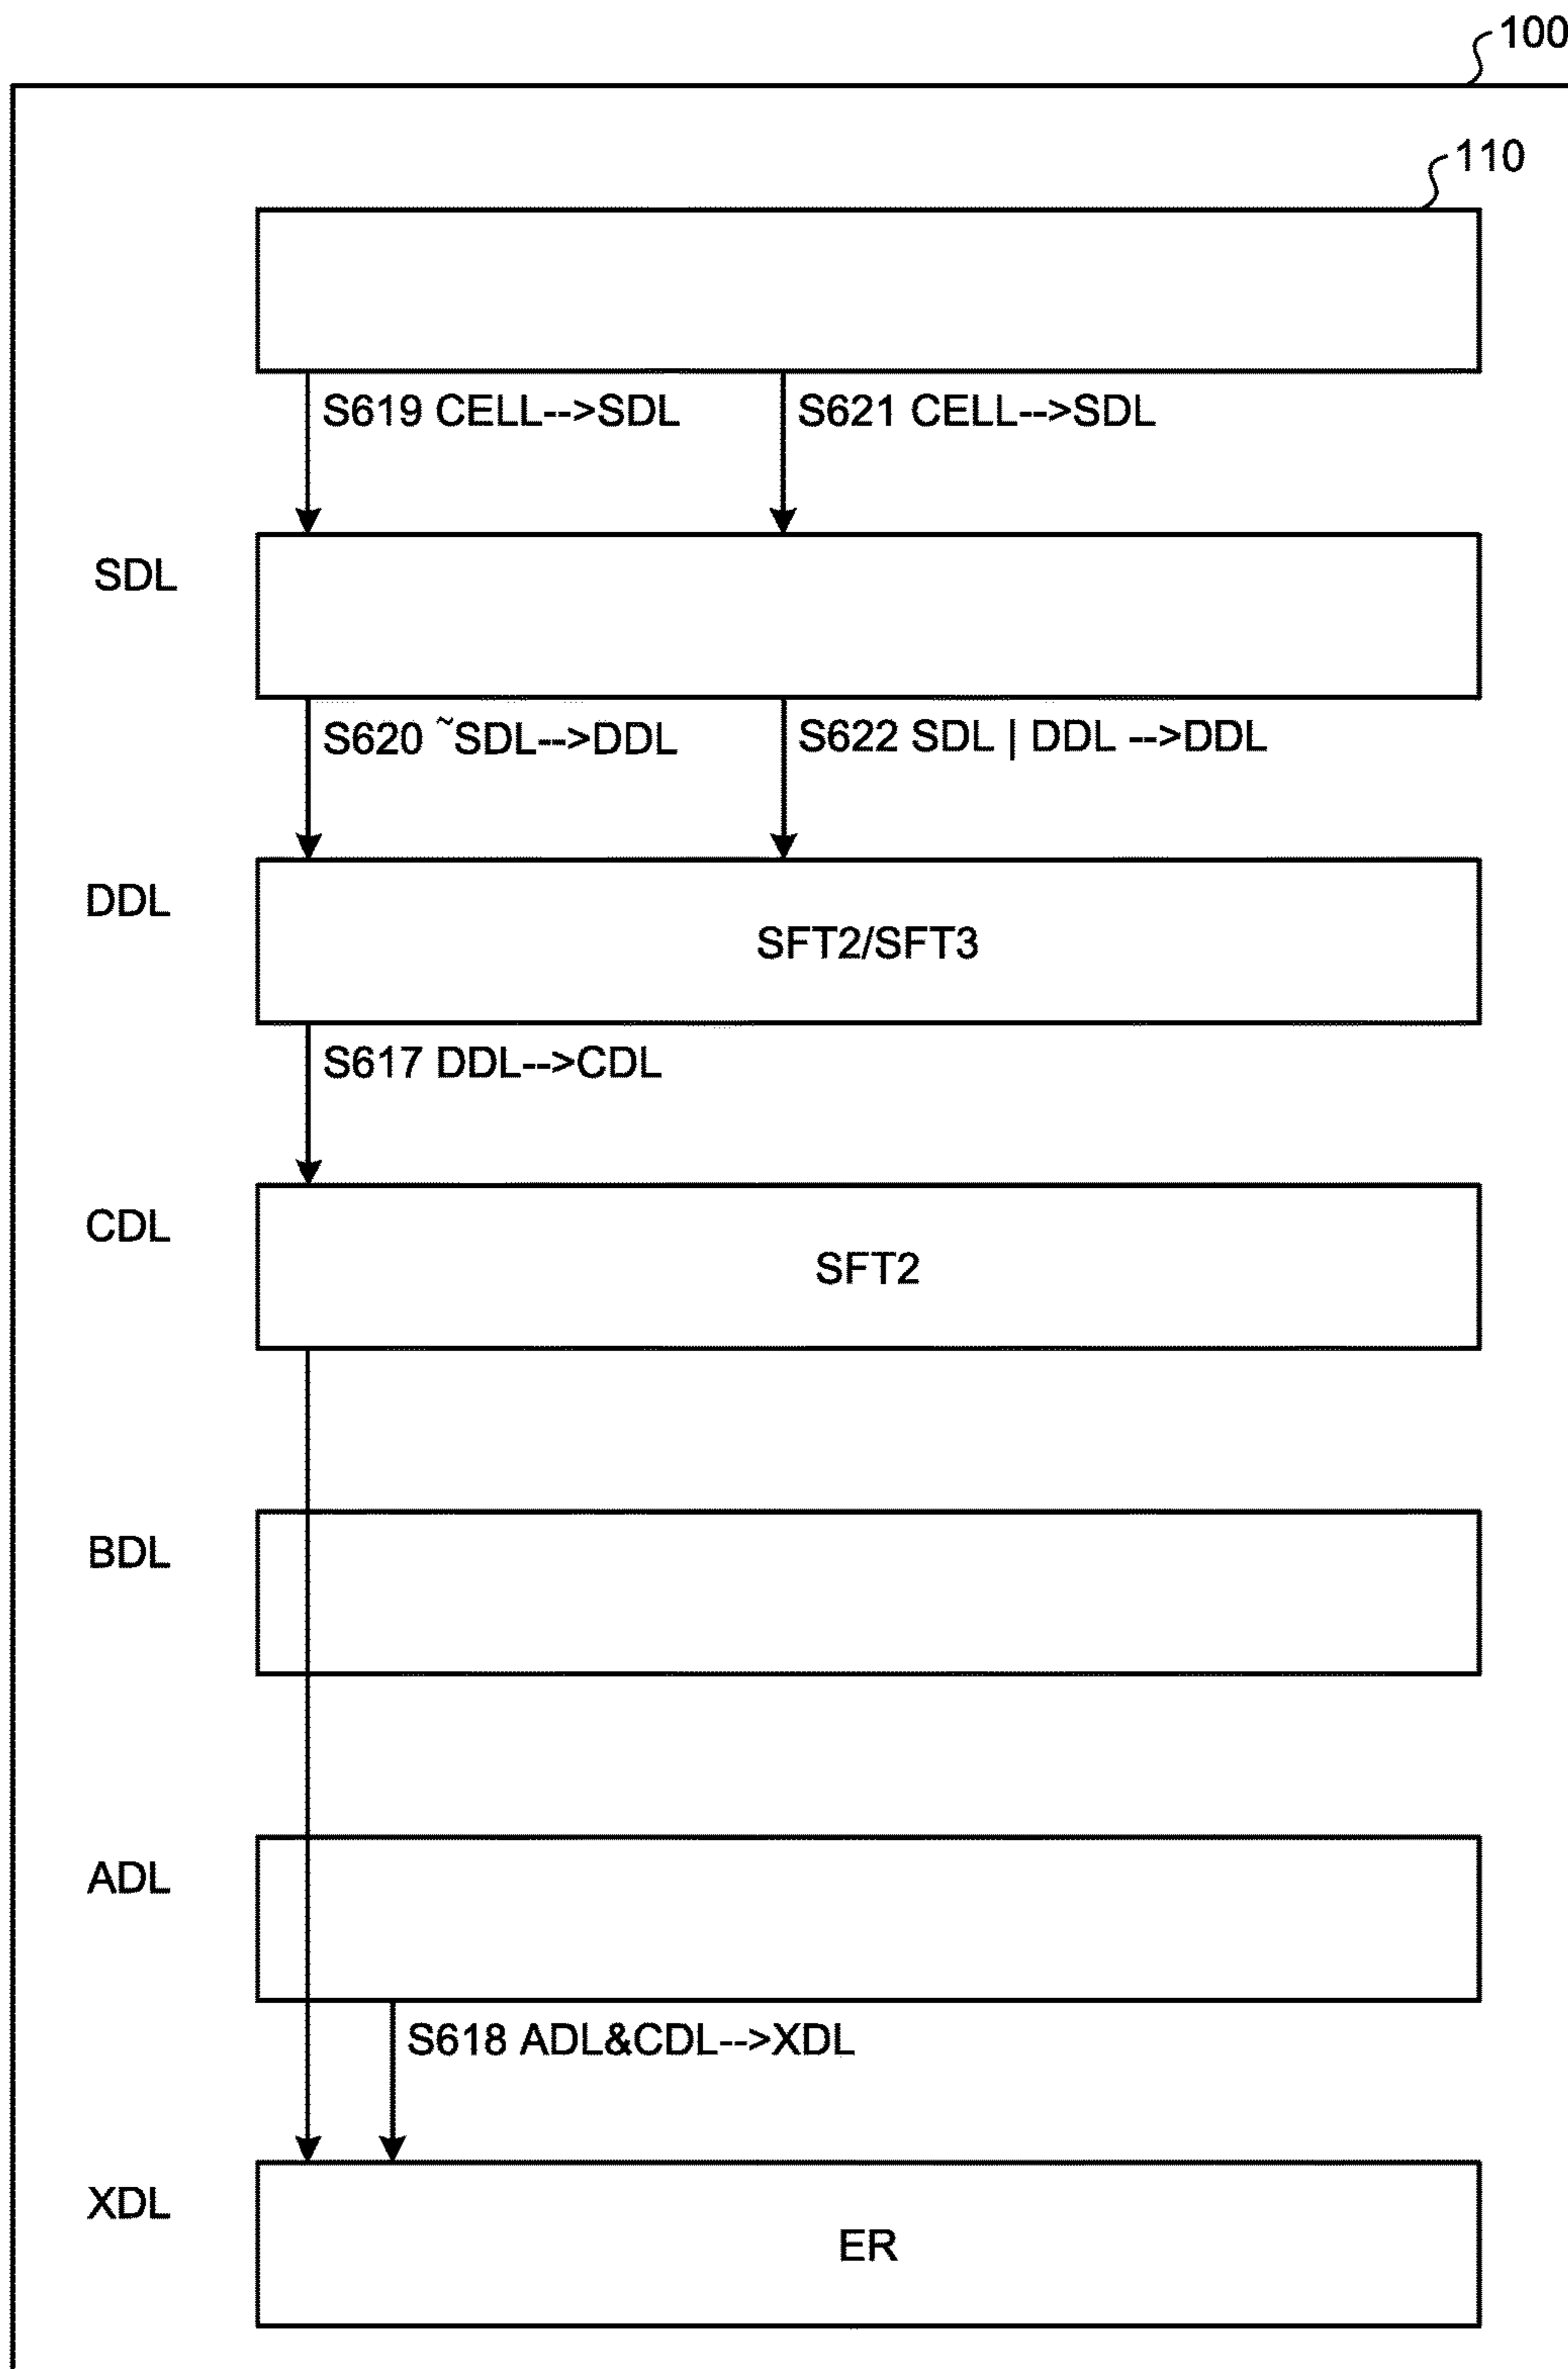 100
110
S619 CELL-->SDL S621 CELL-->SDL
SDL
S620 ~SDL-->DDL S622 SDL | DDL -->DDL
DDL
SFT2/SFT3
S617 DDL-->CDL
CDL
SFT2
BDL
ADL
S618 ADL&CDL-->XDL
XDL
ER